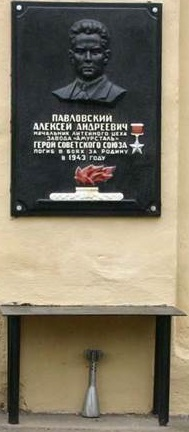 ПАВЛОВСКИЙ
АЛЕКСЕЙ АНДРЕЕВИЧ
НАЧАЛЬНИК ЛИТЕЙНОГО ЦЕХА
ЗАВОДА «АМУРСТАЛЬ»
ГЕРОЙ СОВЕТСКОГО СОЮЗА
ПОГИБ В БОЯХ ЗА РОДИНУ
В 1943 ГОДУ